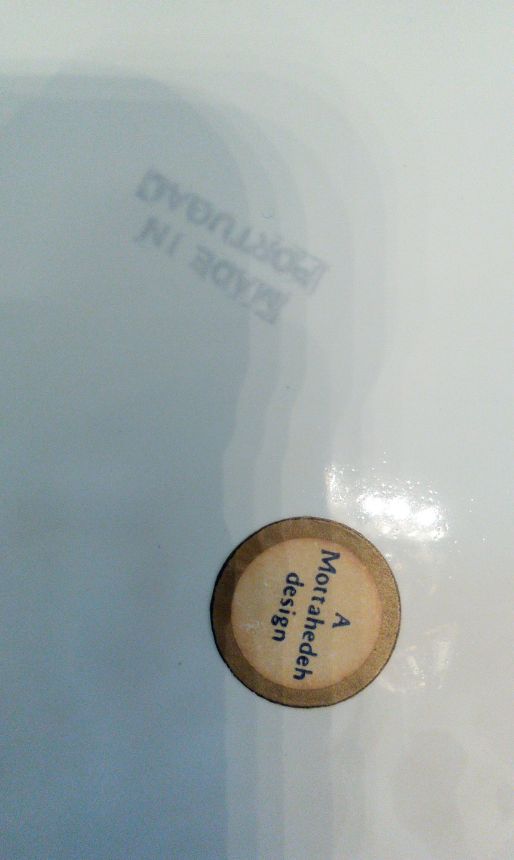 MADE IN
PORTUGAL
A
Mottahedeh
design